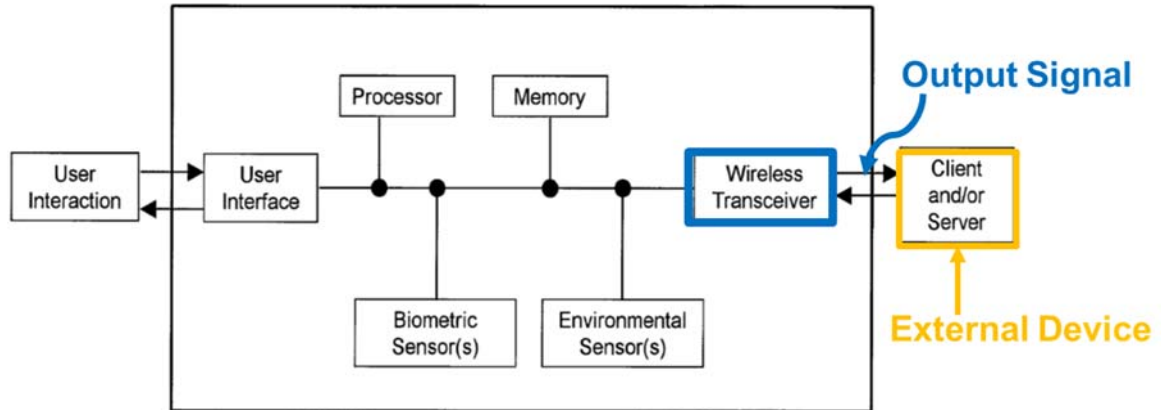 Output Signal
Processor
Memory
User
Interaction
User
Interface
Wireless
Transceiver
Client
and/or
Server
Biometric
Sensor(s)
Environmental
Sensor(s)
External Device